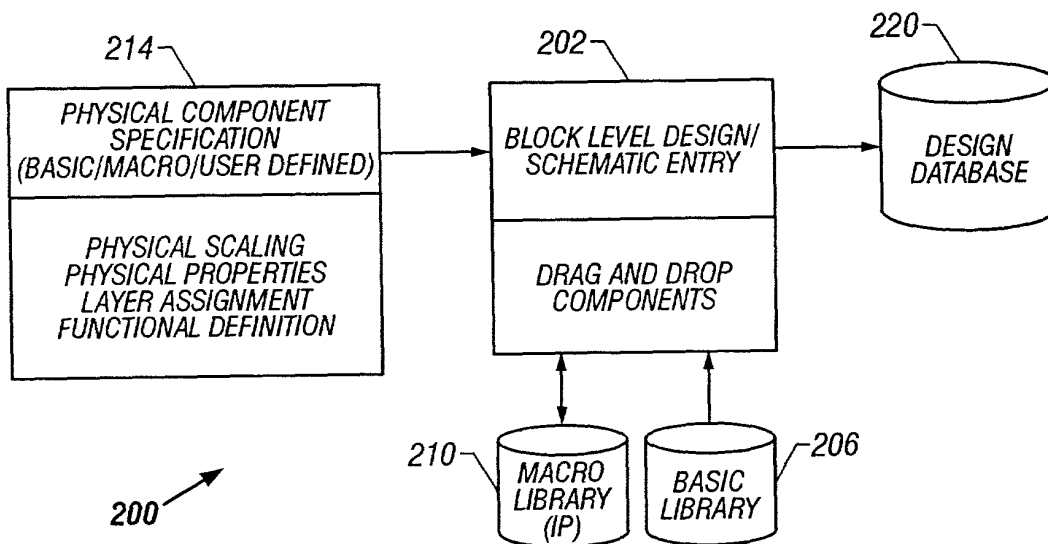 214
PHYSICAL COMPONENT
SPECIFICATION
(BASIC/MACRO/USER DEFINED)
PHYSICAL SCALING
PHYSICAL PROPERTIES
LAYER ASSIGNMENT
FUNCTIONAL DEFINITION
202
BLOCK LEVEL DESIGN/
SCHEMATIC ENTRY
DRAG AND DROP
COMPONENTS
220
DESIGN
DATABASE
210
MACRO
LIBRARY
(IP)
BASIC
LIBRARY
206
200